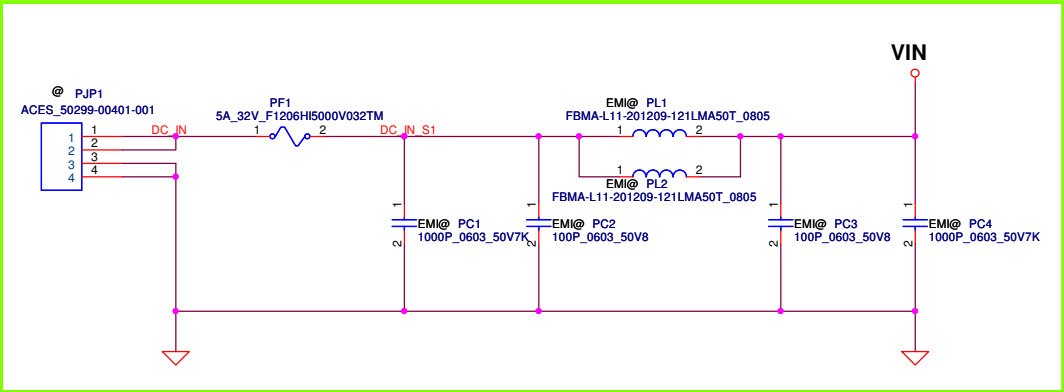 VIN
@ PJP1
ACES_50299-00401-001
1
2
3
4
1
2
3
4
DC_IN
PF1
5A_32V_F1206HI5000V032TM
1
2
DC_IN_S1
EMI@ PL1
FBMA-L11-201209-121LMA50T_0805
1
2
1
2
EMI@ PL2
FBMA-L11-201209-121LMA50T_0805
1
EMI@ PC1
1000P_0603_50V7K
2
1
EMI@ PC2
100P_0603_50V8
2
1
EMI@ PC3
100P_0603_50V8
2
1
EMI@ PC4
1000P_0603_50V7K
2